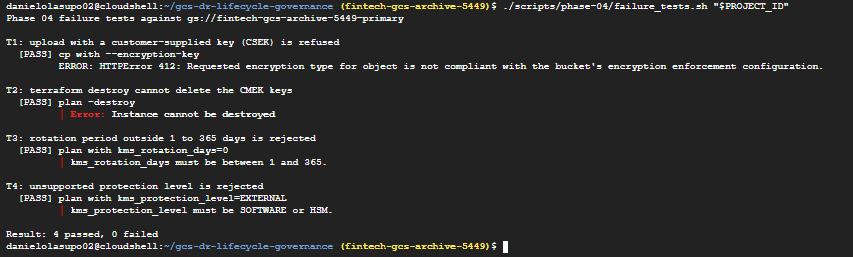 danielolasupo02@cloudshell:~/gcs-dr-lifecycle-governance (fintech-gcs-archive-5449)$ ./scripts/phase-04/failure_tests.sh "$PROJECT_ID"
Phase 04 failure tests against gs://fintech-gcs-archive-5449-primary
T1: upload with a customer-supplied key (CSEK) is refused
[PASS] cp with --encryption-key
ERROR: HTTPError 412: Requested encryption type for object is not compliant with the bucket's encryption enforcement configuration.
T2: terraform destroy cannot delete the CMEK keys
[PASS] plan -destroy
| Error: Instance cannot be destroyed
T3: rotation period outside 1 to 365 days is rejected
[PASS] plan with kms_rotation_days=0
| kms_rotation_days must be between 1 and 365.
T4: unsupported protection level is rejected
[PASS] plan with kms_protection_level=EXTERNAL
| kms_protection_level must be SOFTWARE or HSM.
Result: 4 passed, 0 failed
danielolasupo02@cloudshell:~/gcs-dr-lifecycle-governance (fintech-gcs-archive-5449)$